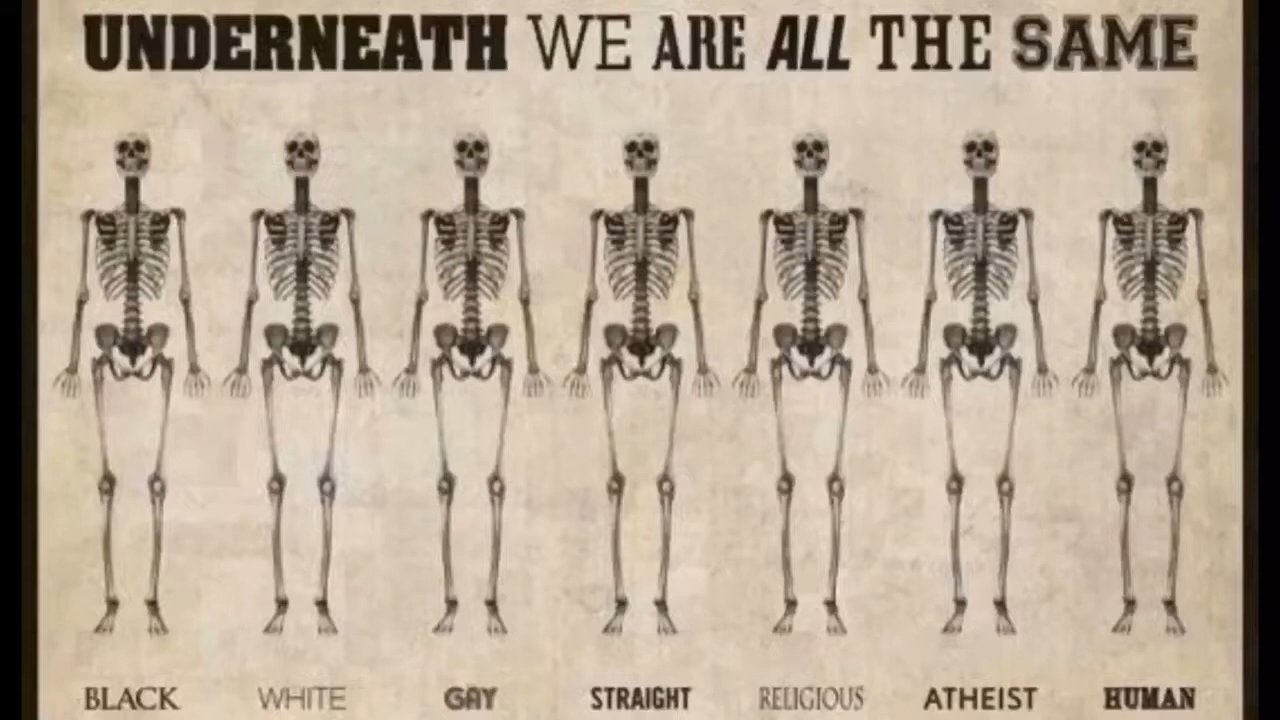 UNDERNEATH WE ARE ALL THE SAME
BLACK WHITE GAY STRAIGHT RELIGIOUS ATHEIST HUMAN